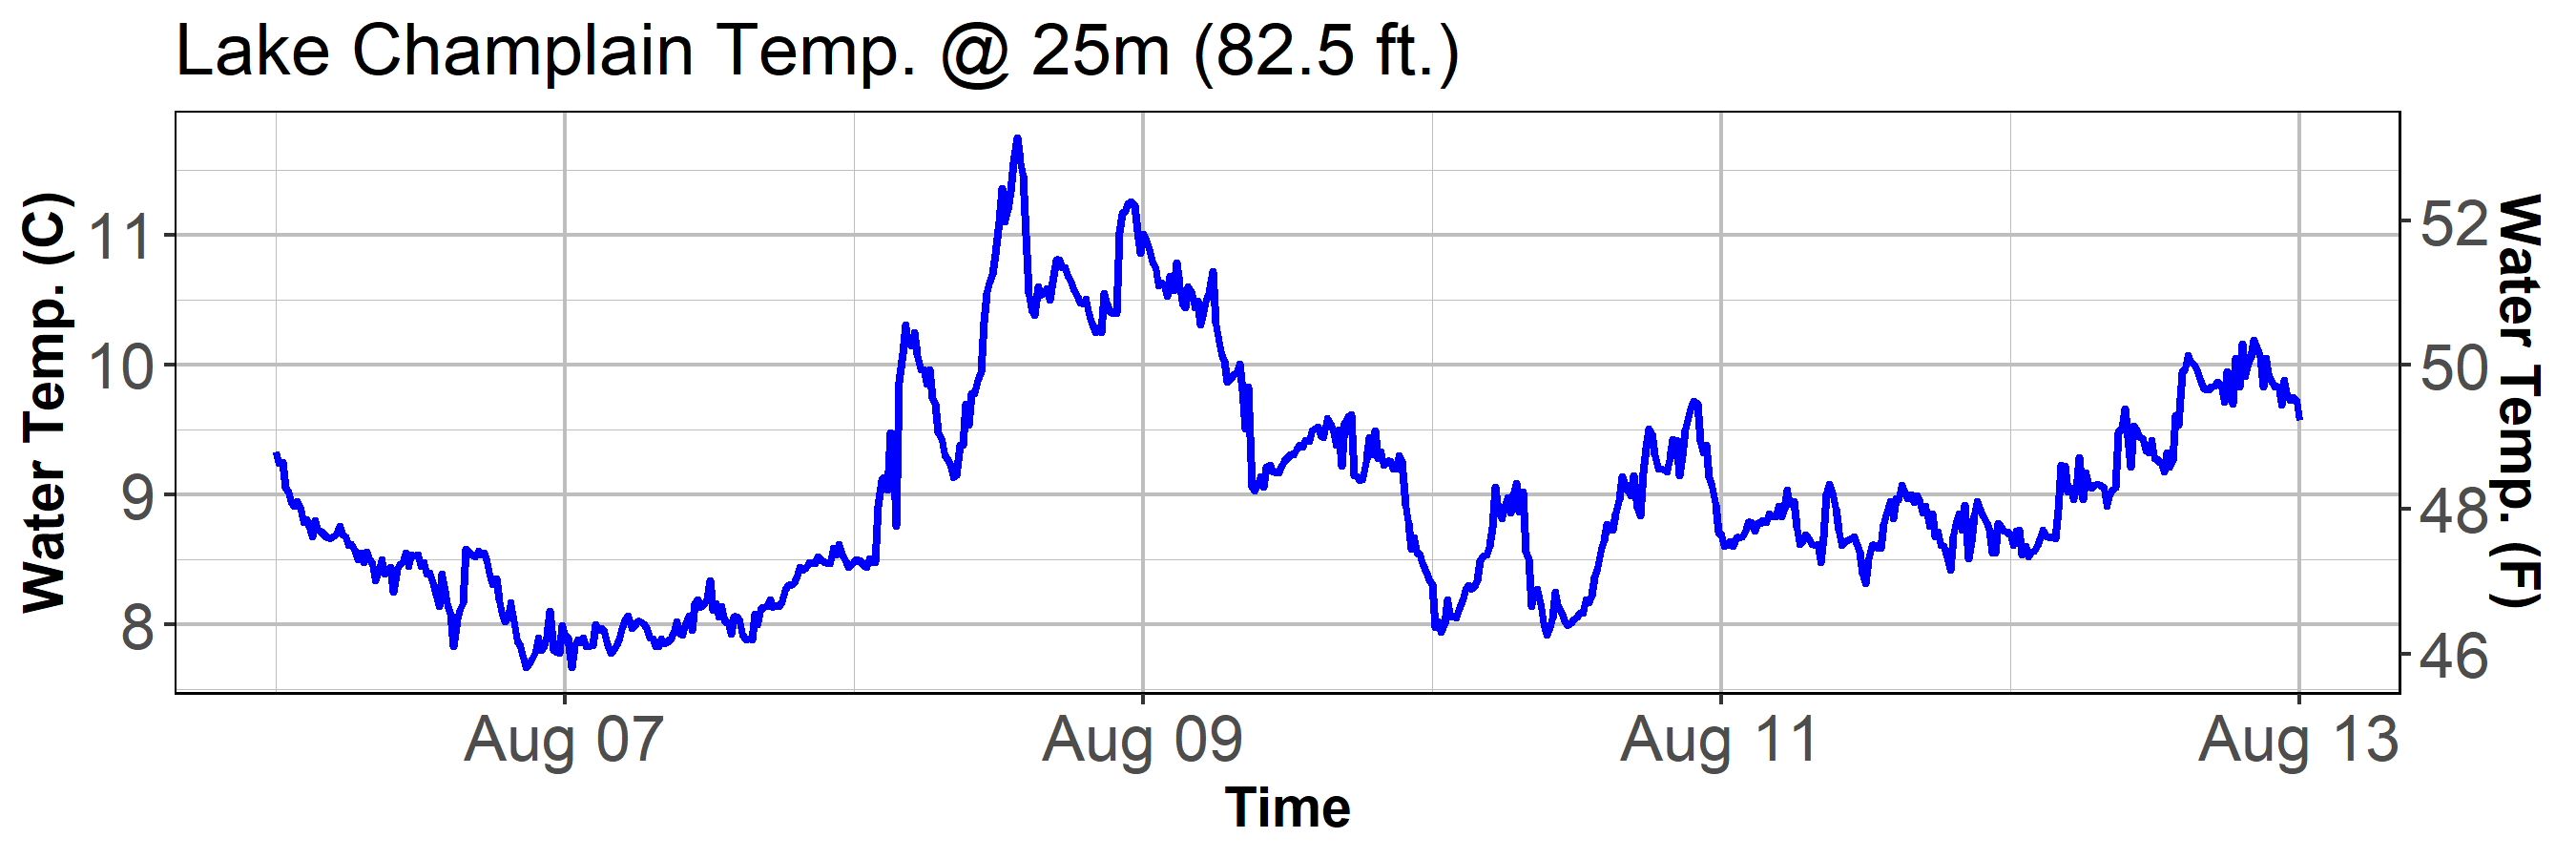 Lake Champlain Temp. @ 25m (82.5 ft.)
Water Temp. (C)
11
10
9
8
52
50
48
46
Water Temp. (F)
Aug 07 Aug 09 Aug 11 Aug 13
Time